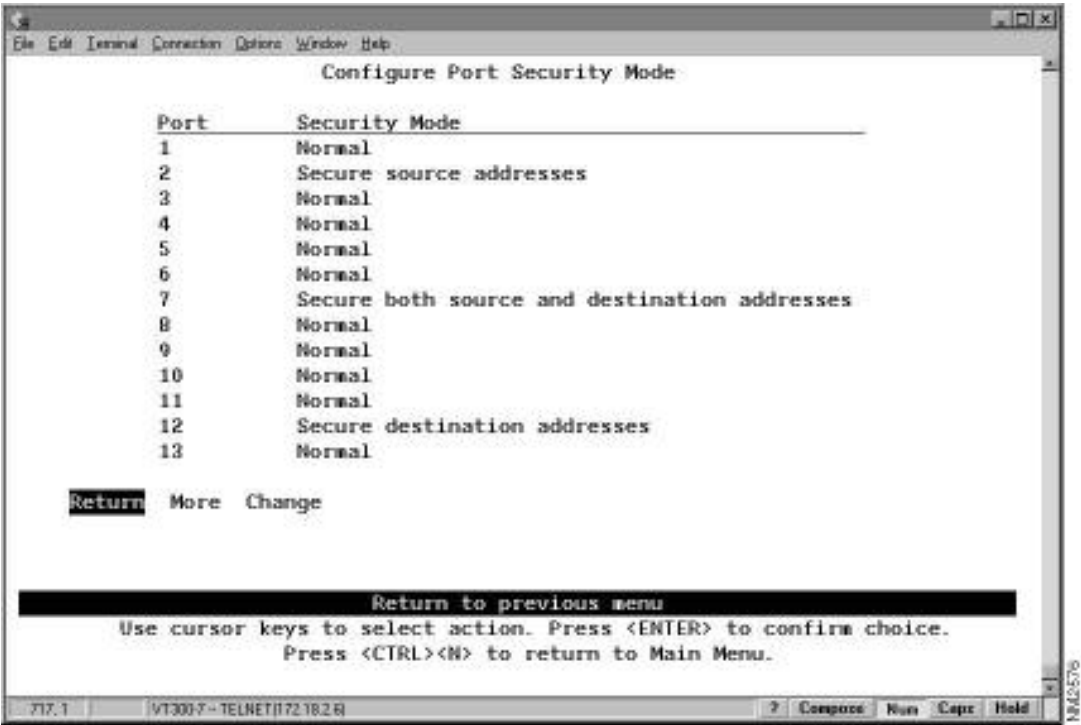 File Edit Terminal Connection Options Window Help
Configure Port Security Mode
Port Security Mode
1 Normal
2 Secure source addresses
3 Normal
4 Normal
5 Normal
6 Normal
7 Secure both source and destination addresses
8 Normal
9 Normal
10 Normal
11 Normal
12 Secure destination addresses
13 Normal
Return More Change
Return to previous menu
Use cursor keys to select action. Press <ENTER> to confirm choice.
Press <CTRL><N> to return to Main Menu.
717, 1 VT300-7 -- TELNET(172.18.2.6) ? Compose Num Caps Hold
NM2576